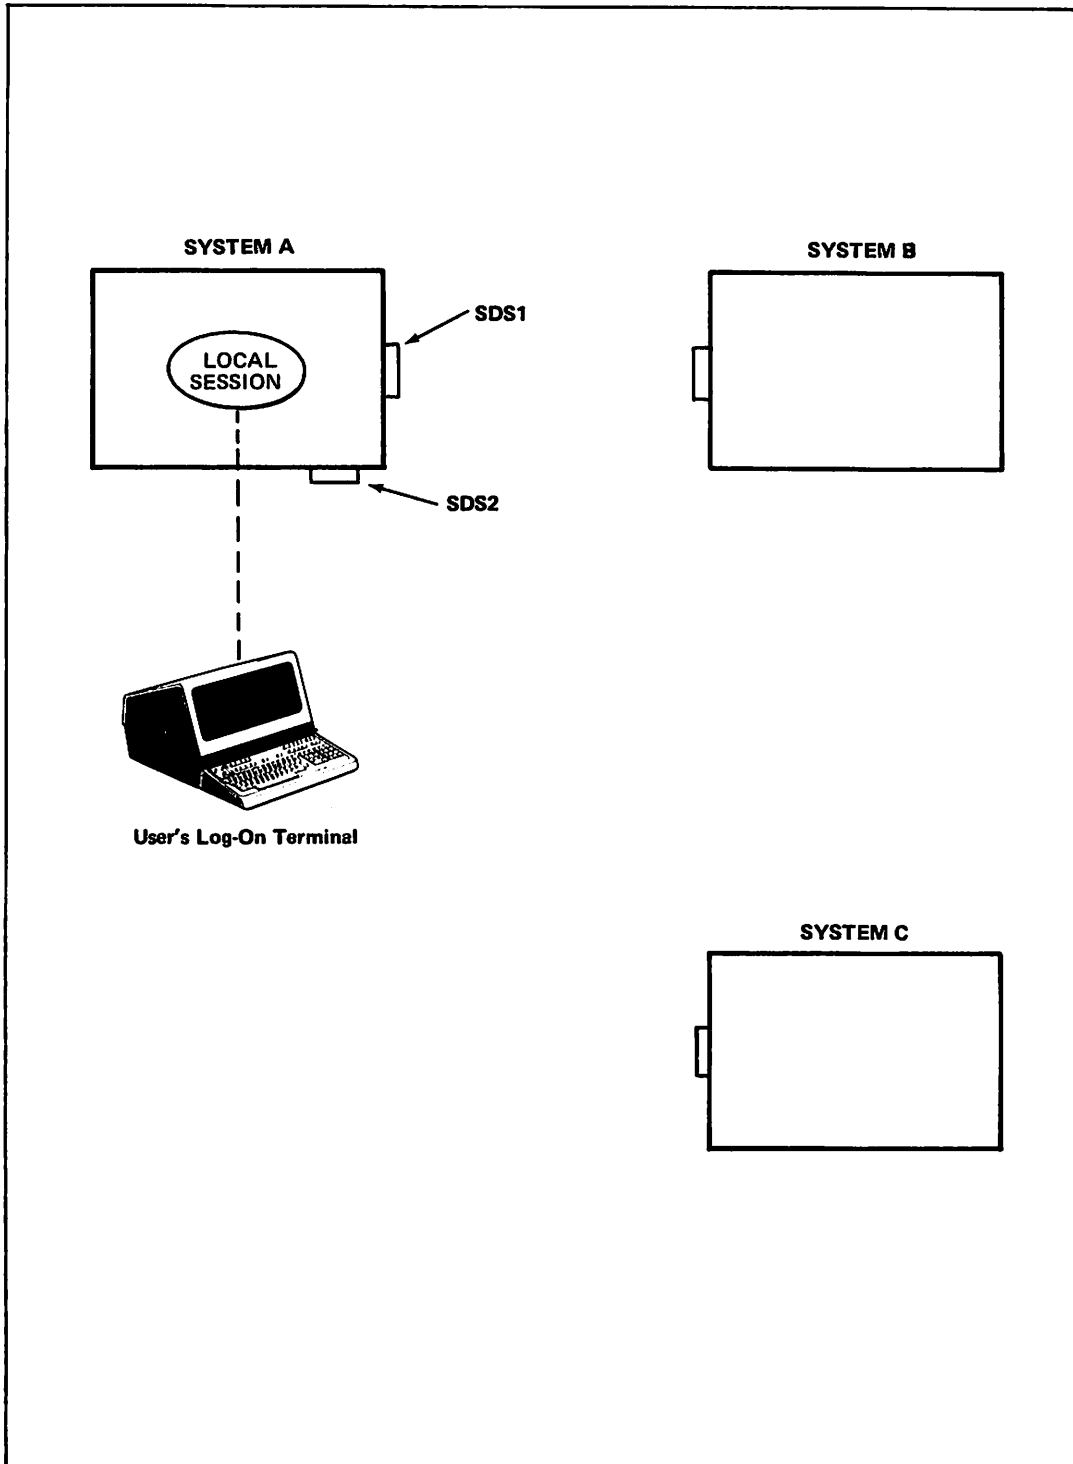 SYSTEM A
SYSTEM B
SDS1
LOCAL
SESSION
SDS2
User's Log-On Terminal
SYSTEM C